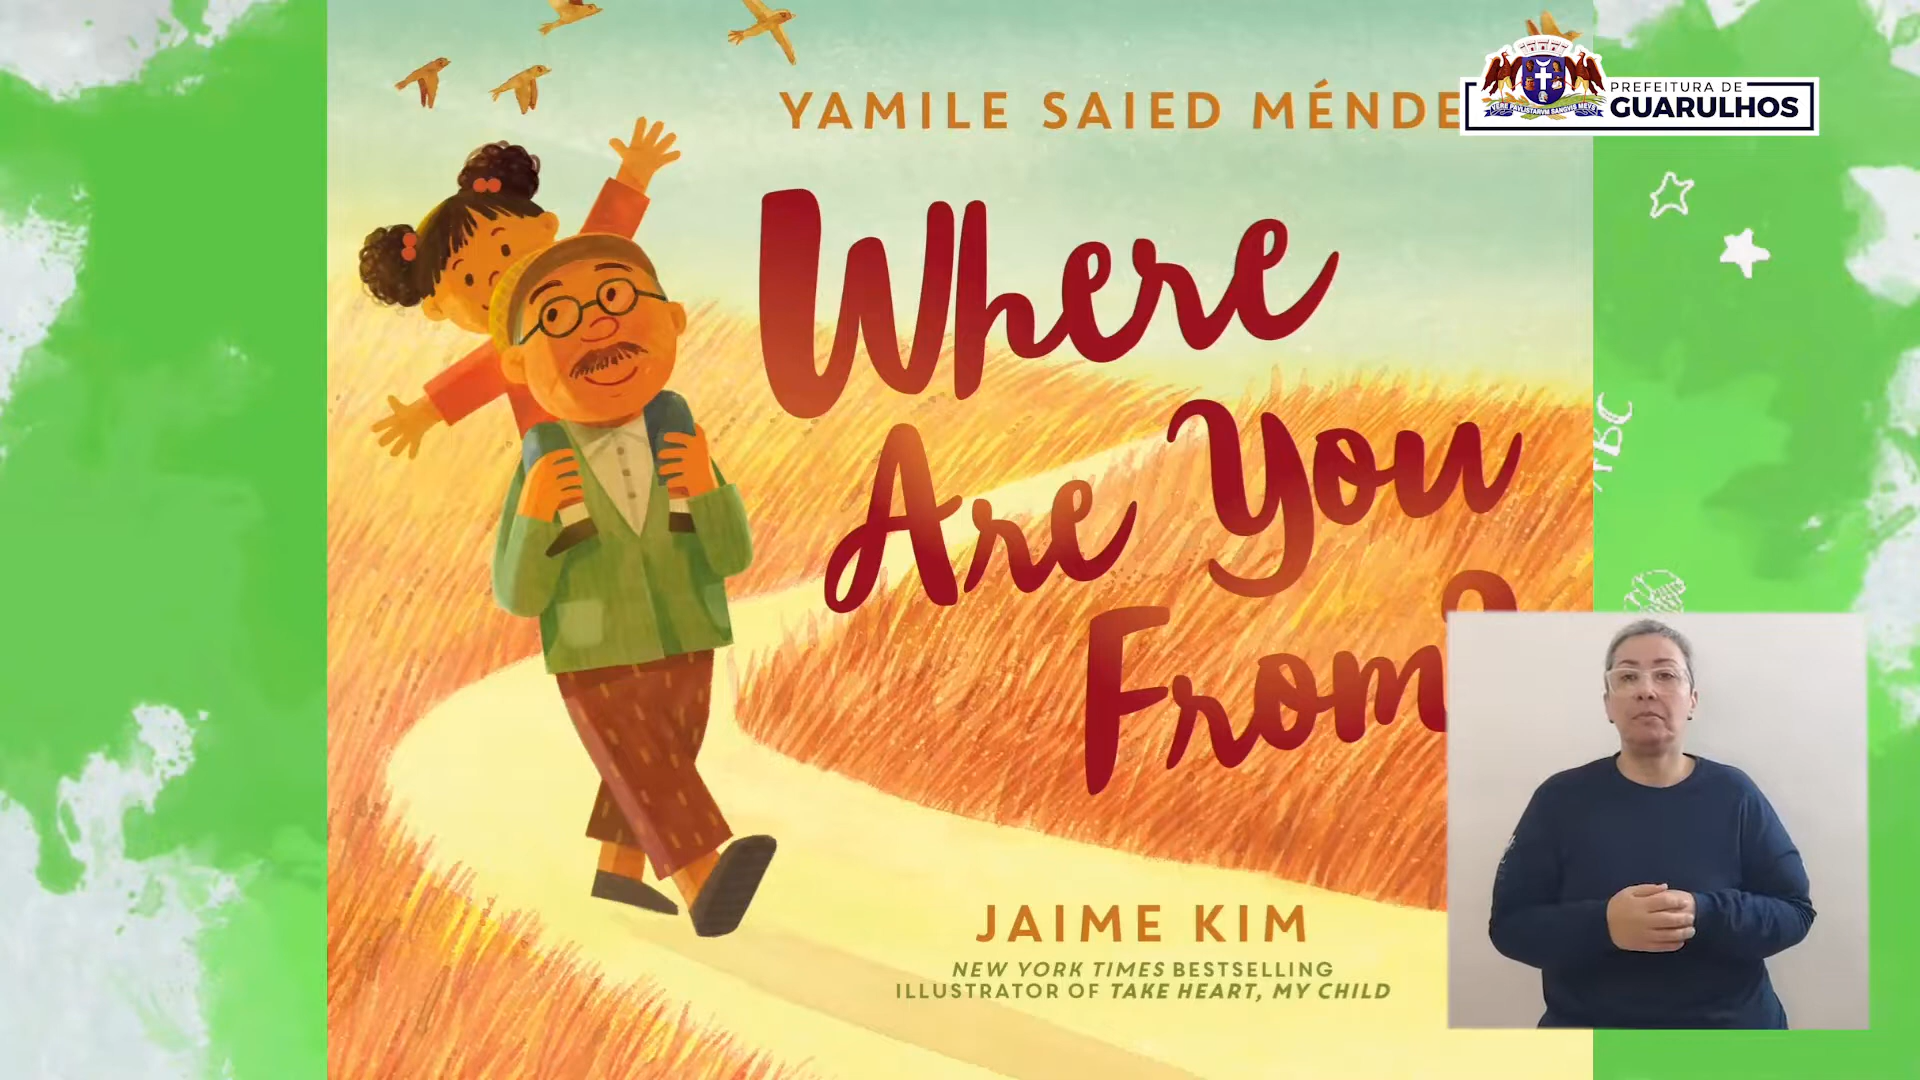 YAMILE SAIED MÉNDE
PREFEITURA DE
GUARULHOS
Where
Are You
From?
ABC
JAIME KIM
NEW YORK TIMES BESTSELLING
ILLUSTRATOR OF TAKE HEART, MY CHILD